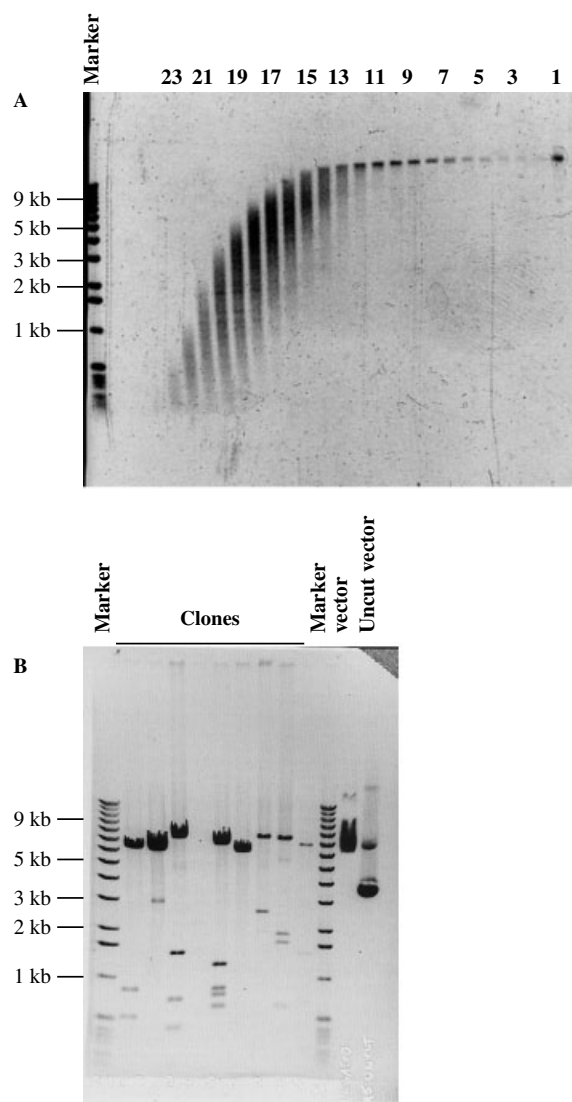 Marker
23 21 19 17 15 13 11 9 7 5 3 1
A
9 kb
5 kb
3 kb
2 kb
1 kb
Marker
Clones
Marker
vector
Uncut vector
B
9 kb
5 kb
3 kb
2 kb
1 kb